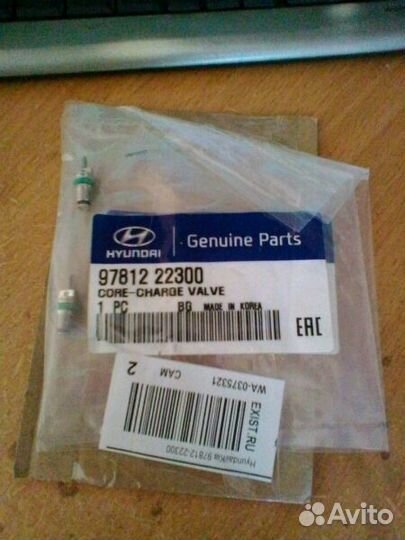 HYUNDAI
Genuine Parts
97812 22300
CORE-CHARGE VALVE
1 PC BG MADE IN KOREA
EAC
EXIST.RU
Hyundai/Kia 97812-22300
WA-0375321
CAM 2
Avito